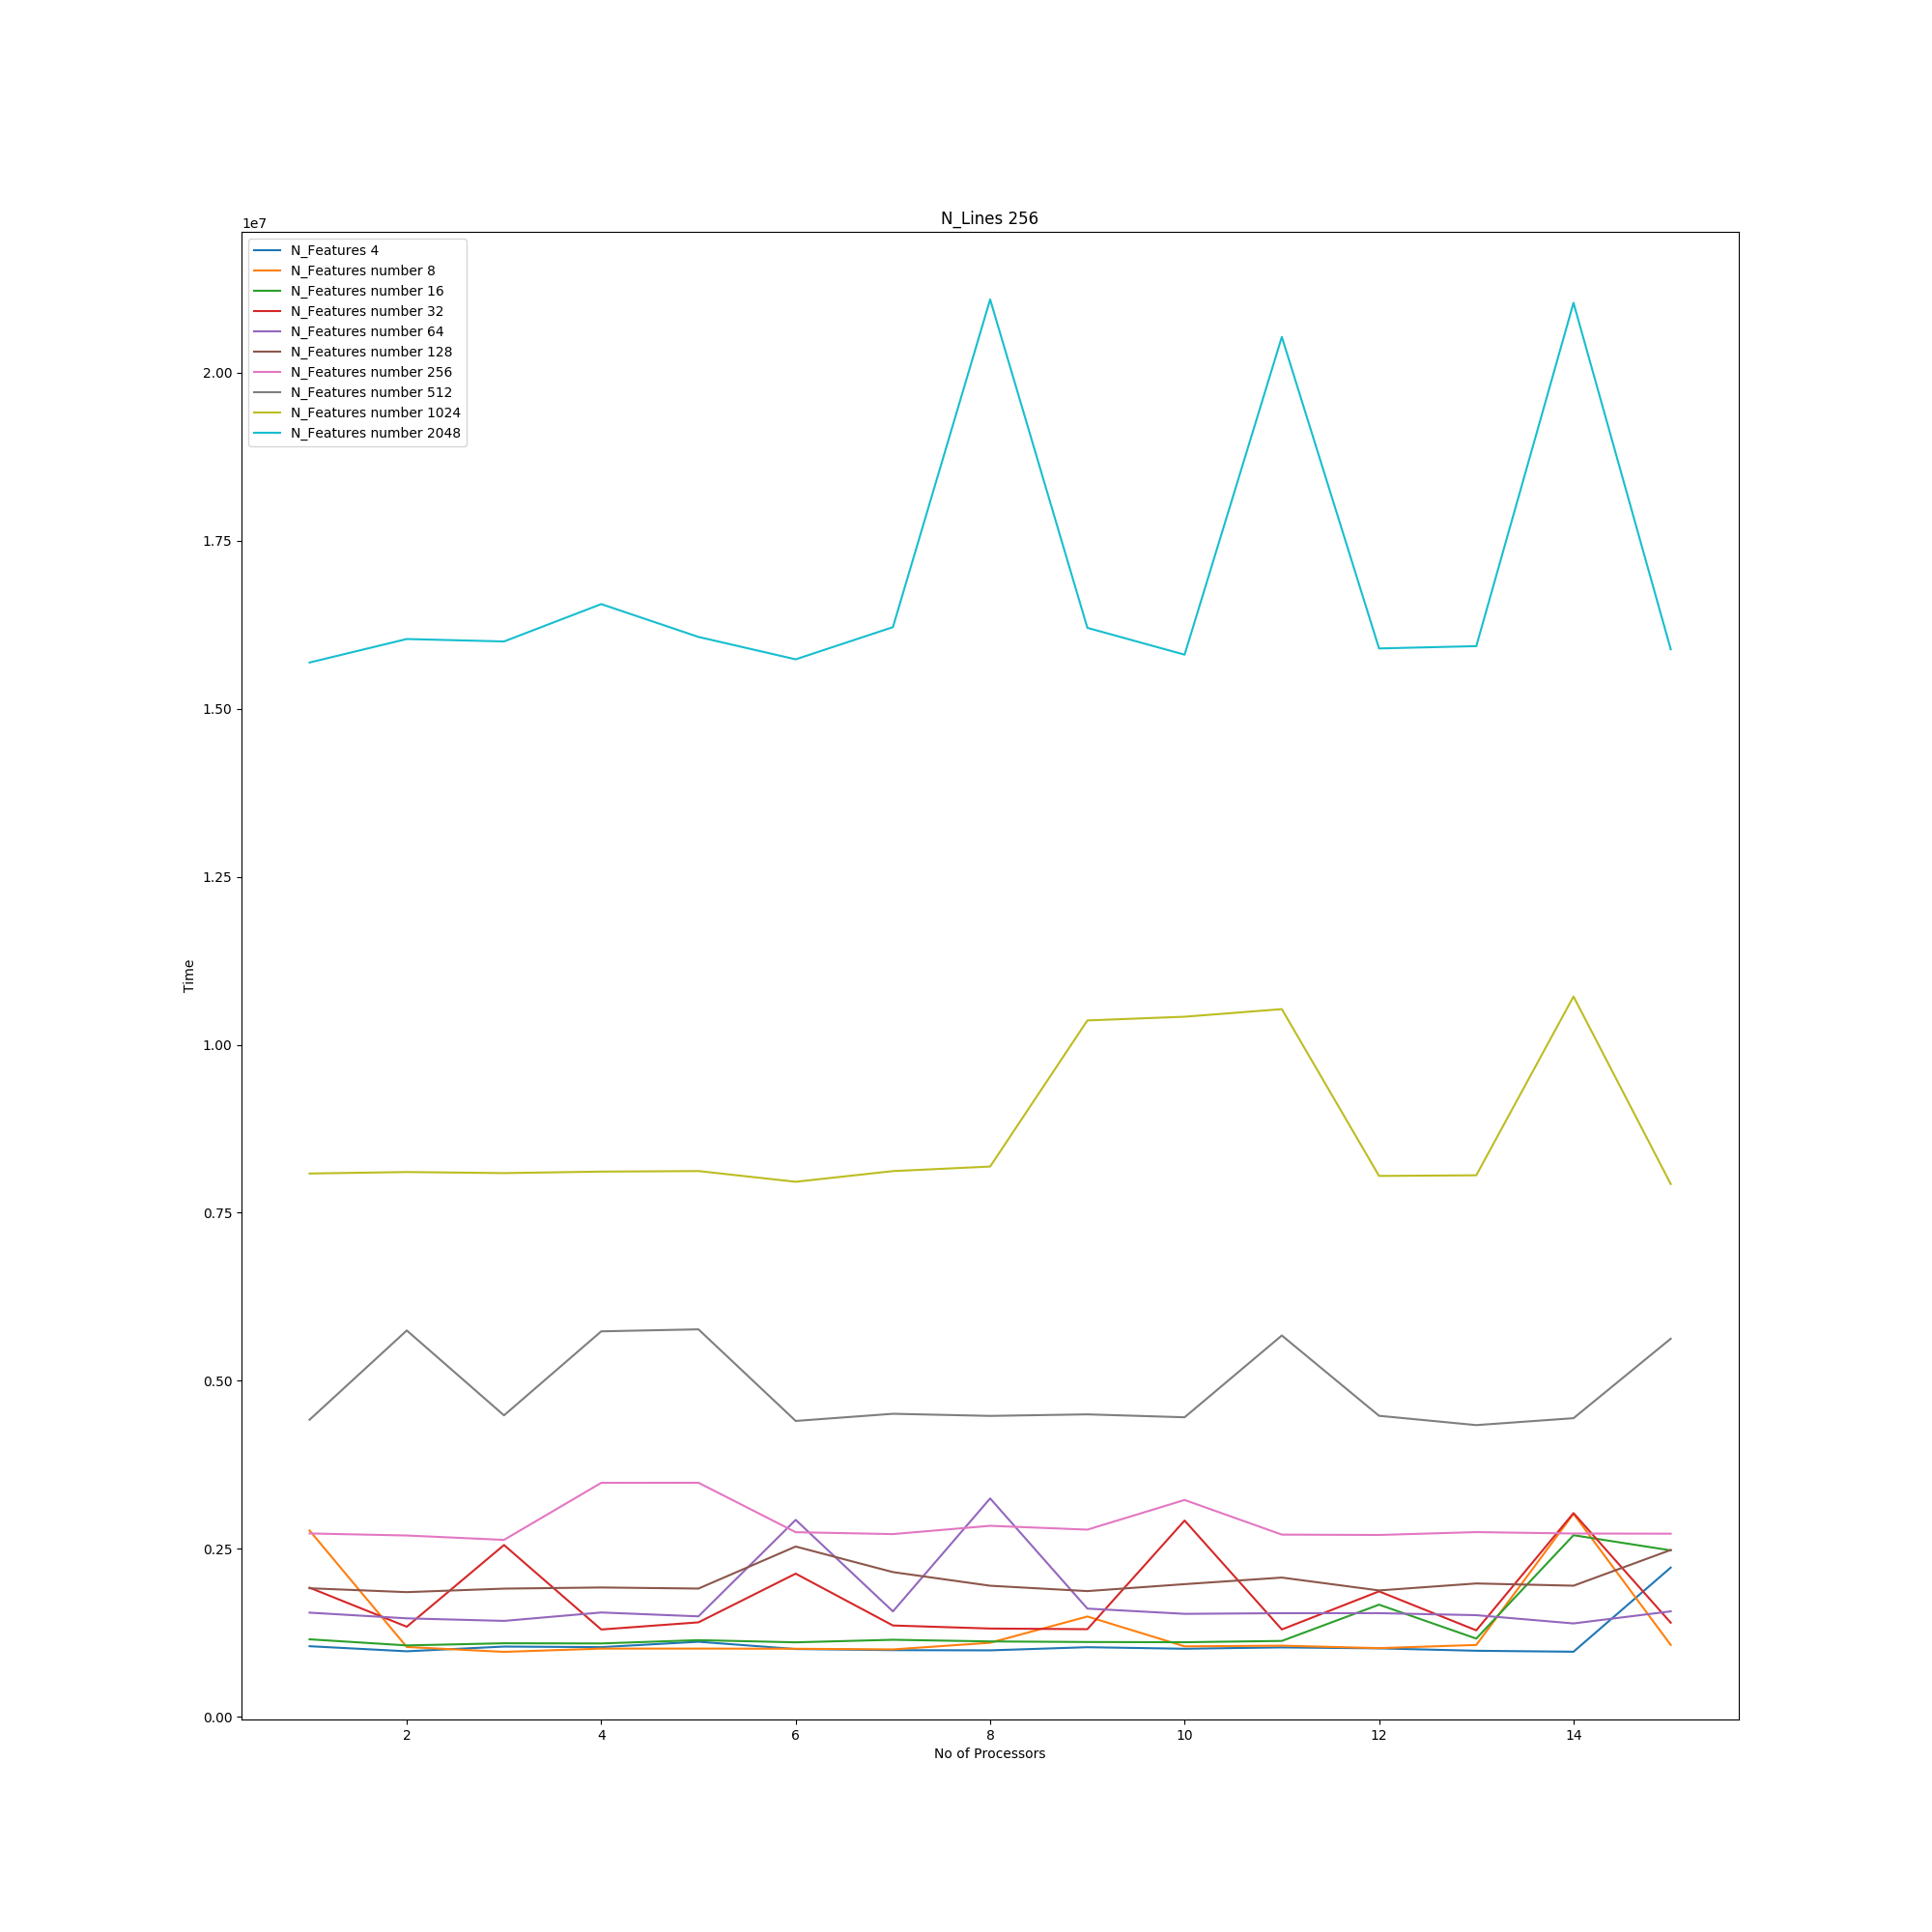 N_Lines 256
1e7
N_Features 4
N_Features number 8
N_Features number 16
N_Features number 32
N_Features number 64
N_Features number 128
N_Features number 256
N_Features number 512
N_Features number 1024
N_Features number 2048
2.00
1.75
1.50
1.25
1.00
0.75
0.50
0.25
0.00
Time
2 4 6 8 10 12 14
No of Processors